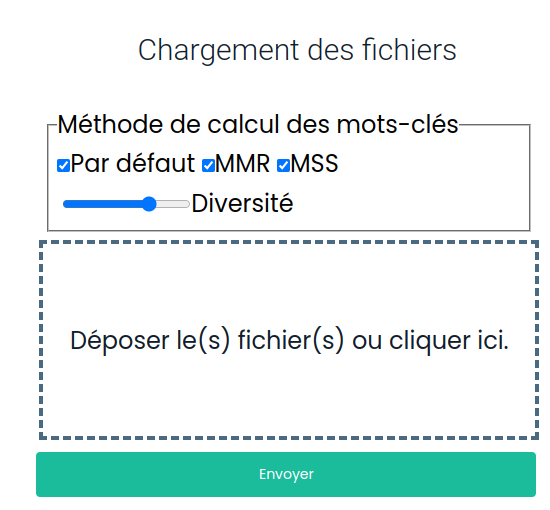 Chargement des fichiers
Méthode de calcul des mots-clés
Par défaut MMR MSS
Diversité
Déposer le(s) fichier(s) ou cliquer ici.
Envoyer